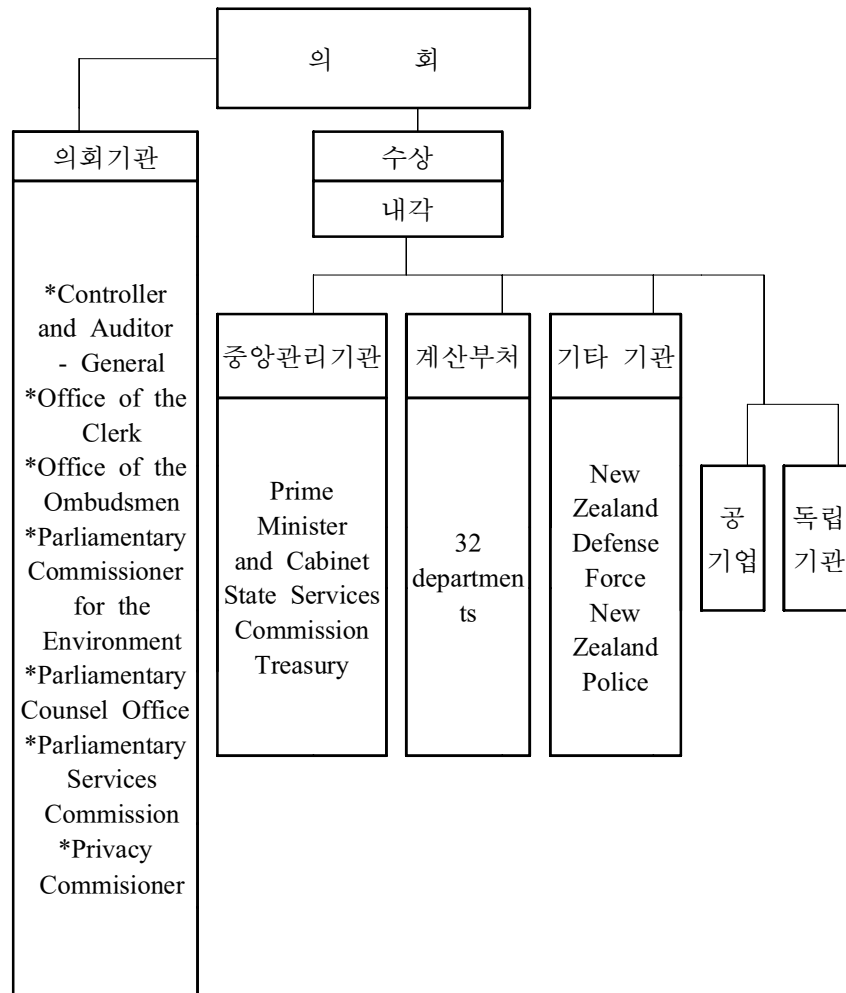 의 회
의회기관
*Controller
and Auditor
- General
*Office of the
Clerk
*Office of the
Ombudsmen
*Parliamentary
Commissioner
for the
Environment
*Parliamentary
Counsel Office
*Parliamentary
Services
Commission
*Privacy
Commisioner
수상
내각
중앙관리기관
Prime
Minister
and Cabinet
State Services
Commission
Treasury
계산부처
32
departmen
ts
기타 기관
New
Zealand
Defense
Force
New
Zealand
Police
공
기업
독립
기관